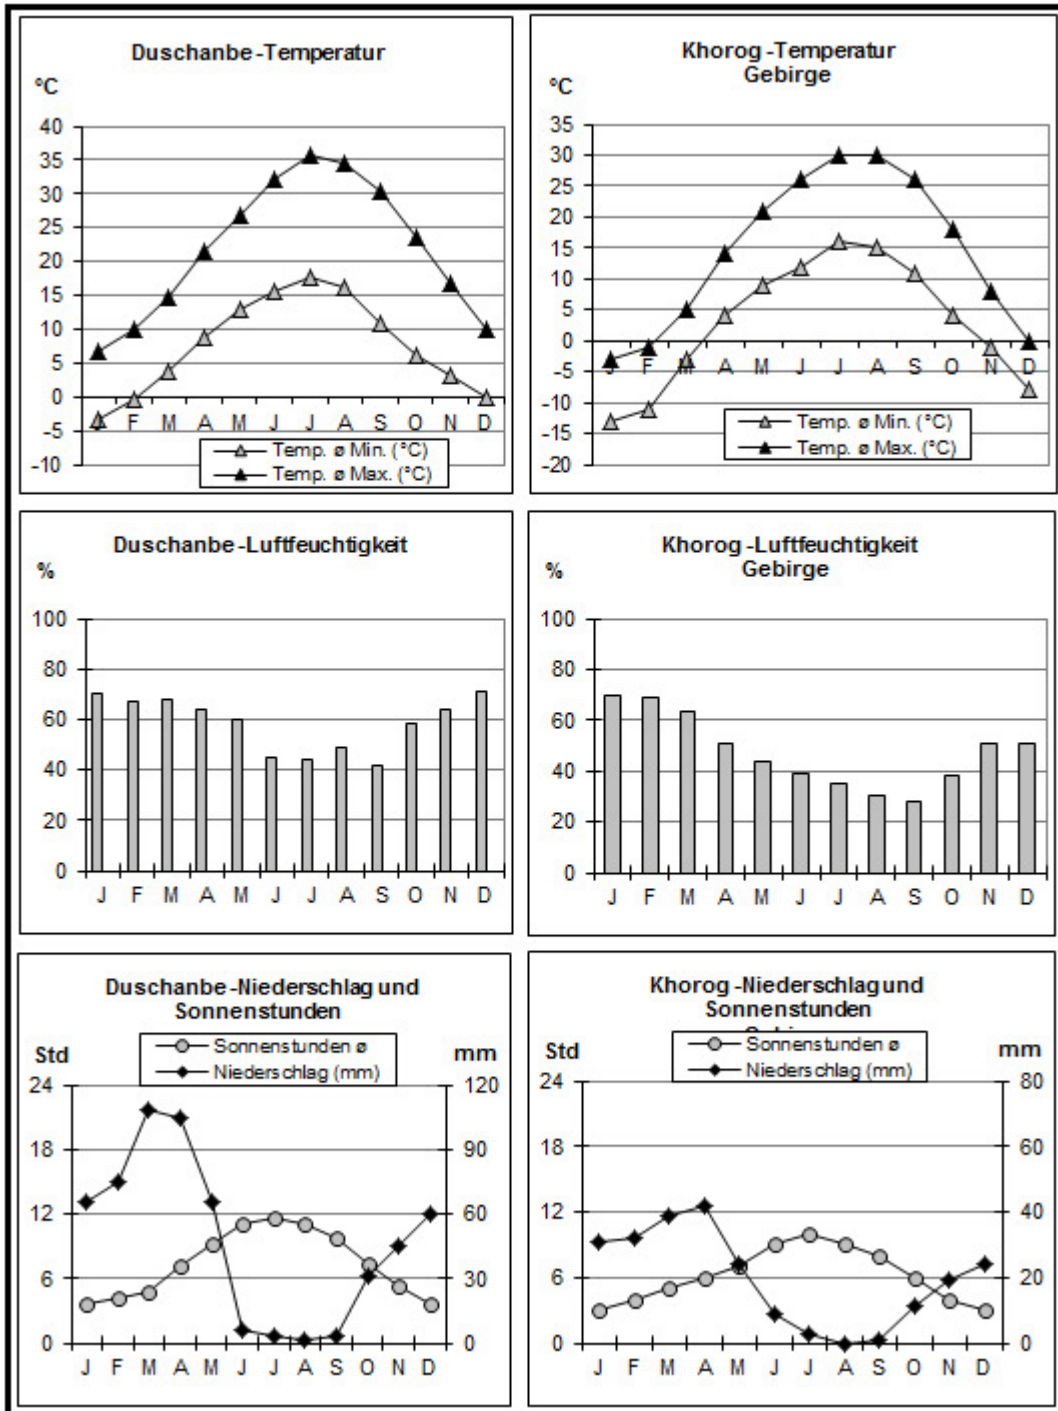 Duschanbe -Temperatur
°C
40
35
30
25
20
15
10
5
0
-5
-10
J F M A M J J A S O N D
Temp. ø Min. (°C)
Temp. ø Max. (°C)
Khorog -Temperatur
Gebirge
°C
35
30
25
20
15
10
5
0
-5
-10
-15
-20
J F M A M J J A S O N D
Temp. ø Min. (°C)
Temp. ø Max. (°C)
Duschanbe -Luftfeuchtigkeit
%
100
80
60
40
20
0
J F M A M J J A S O N D
Khorog -Luftfeuchtigkeit
Gebirge
%
100
80
60
40
20
0
J F M A M J J A S O N D
Duschanbe -Niederschlag und
Sonnenstunden
Sonnenstunden ø
Niederschlag (mm)
Std mm
24 120
18 90
12 60
6 30
0 0
J F M A M J J A S O N D
Khorog -Niederschlag und
Sonnenstunden
Sonnenstunden ø
Niederschlag (mm)
Std mm
24 80
18 60
12 40
6 20
0 0
J F M A M J J A S O N D